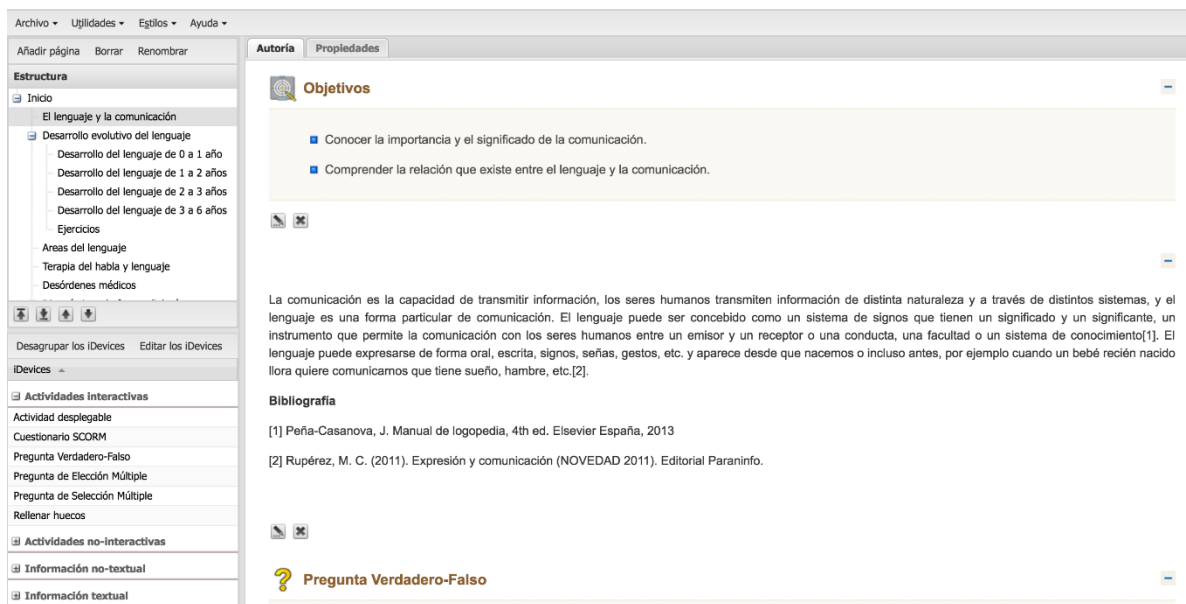 Archivo Utilidades Estilos Ayuda
Añadir página Borrar Renombrar
Estructura
Inicio
El lenguaje y la comunicación
Desarrollo evolutivo del lenguaje
Desarrollo del lenguaje de 0 a 1 año
Desarrollo del lenguaje de 1 a 2 años
Desarrollo del lenguaje de 2 a 3 años
Desarrollo del lenguaje de 3 a 6 años
Ejercicios
Areas del lenguaje
Terapia del habla y lenguaje
Desórdenes médicos
Desagrupar los iDevices Editar los iDevices
iDevices
Actividades interactivas
Actividad desplegable
Cuestionario SCORM
Pregunta Verdadero-Falso
Pregunta de Elección Múltiple
Pregunta de Selección Múltiple
Rellenar huecos
Actividades no-interactivas
Información no-textual
Información textual
Autoría Propiedades
Objetivos
Conocer la importancia y el significado de la comunicación.
Comprender la relación que existe entre el lenguaje y la comunicación.
La comunicación es la capacidad de transmitir información, los seres humanos transmiten información de distinta naturaleza y a través de distintos sistemas, y el
lenguaje es una forma particular de comunicación. El lenguaje puede ser concebido como un sistema de signos que tienen un significado y un significante, un
instrumento que permite la comunicación con los seres humanos entre un emisor y un receptor o una conducta, una facultad o un sistema de conocimiento[1]. El
lenguaje puede expresarse de forma oral, escrita, signos, señas, gestos, etc. y aparece desde que nacemos o incluso antes, por ejemplo cuando un bebé recién nacido
llora quiere comunicarnos que tiene sueño, hambre, etc.[2].
Bibliografía
[1] Peña-Casanova, J. Manual de logopedia, 4th ed. Elsevier España, 2013
[2] Rupérez, M. C. (2011). Expresión y comunicación (NOVEDAD 2011). Editorial Paraninfo.
Pregunta Verdadero-Falso